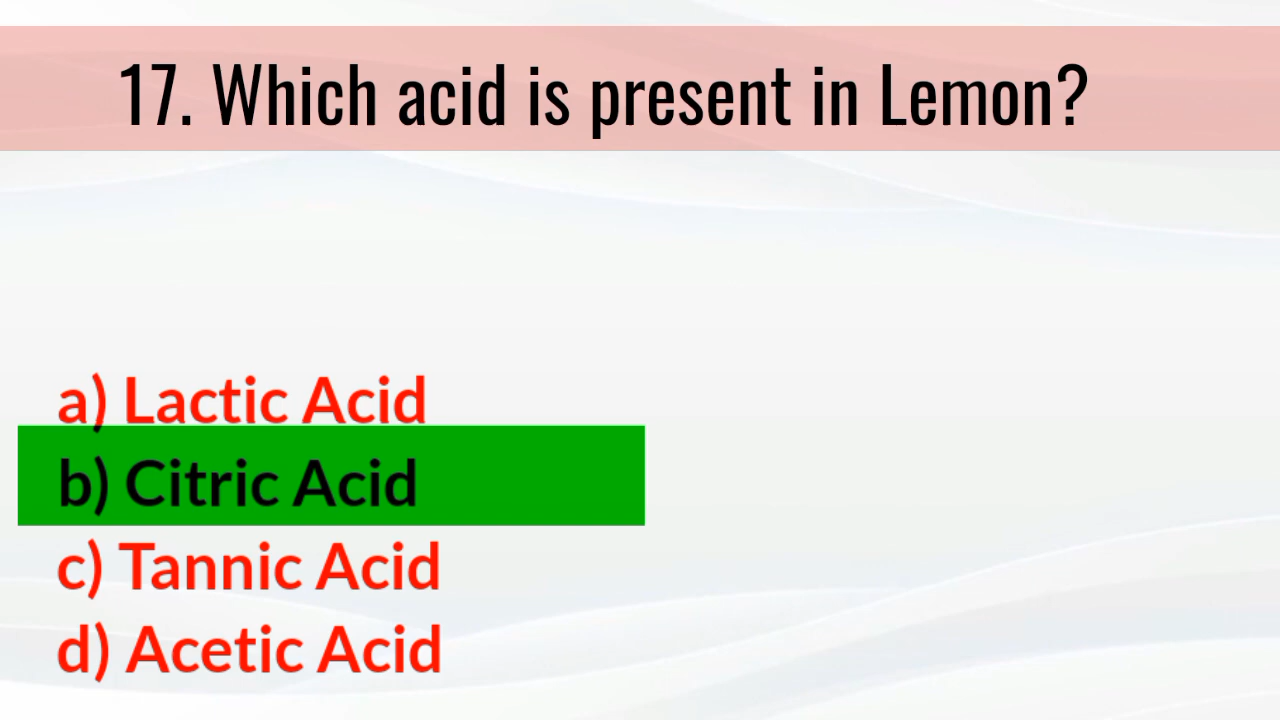 17. Which acid is present in Lemon?
a) Lactic Acid
b) Citric Acid
c) Tannic Acid
d) Acetic Acid